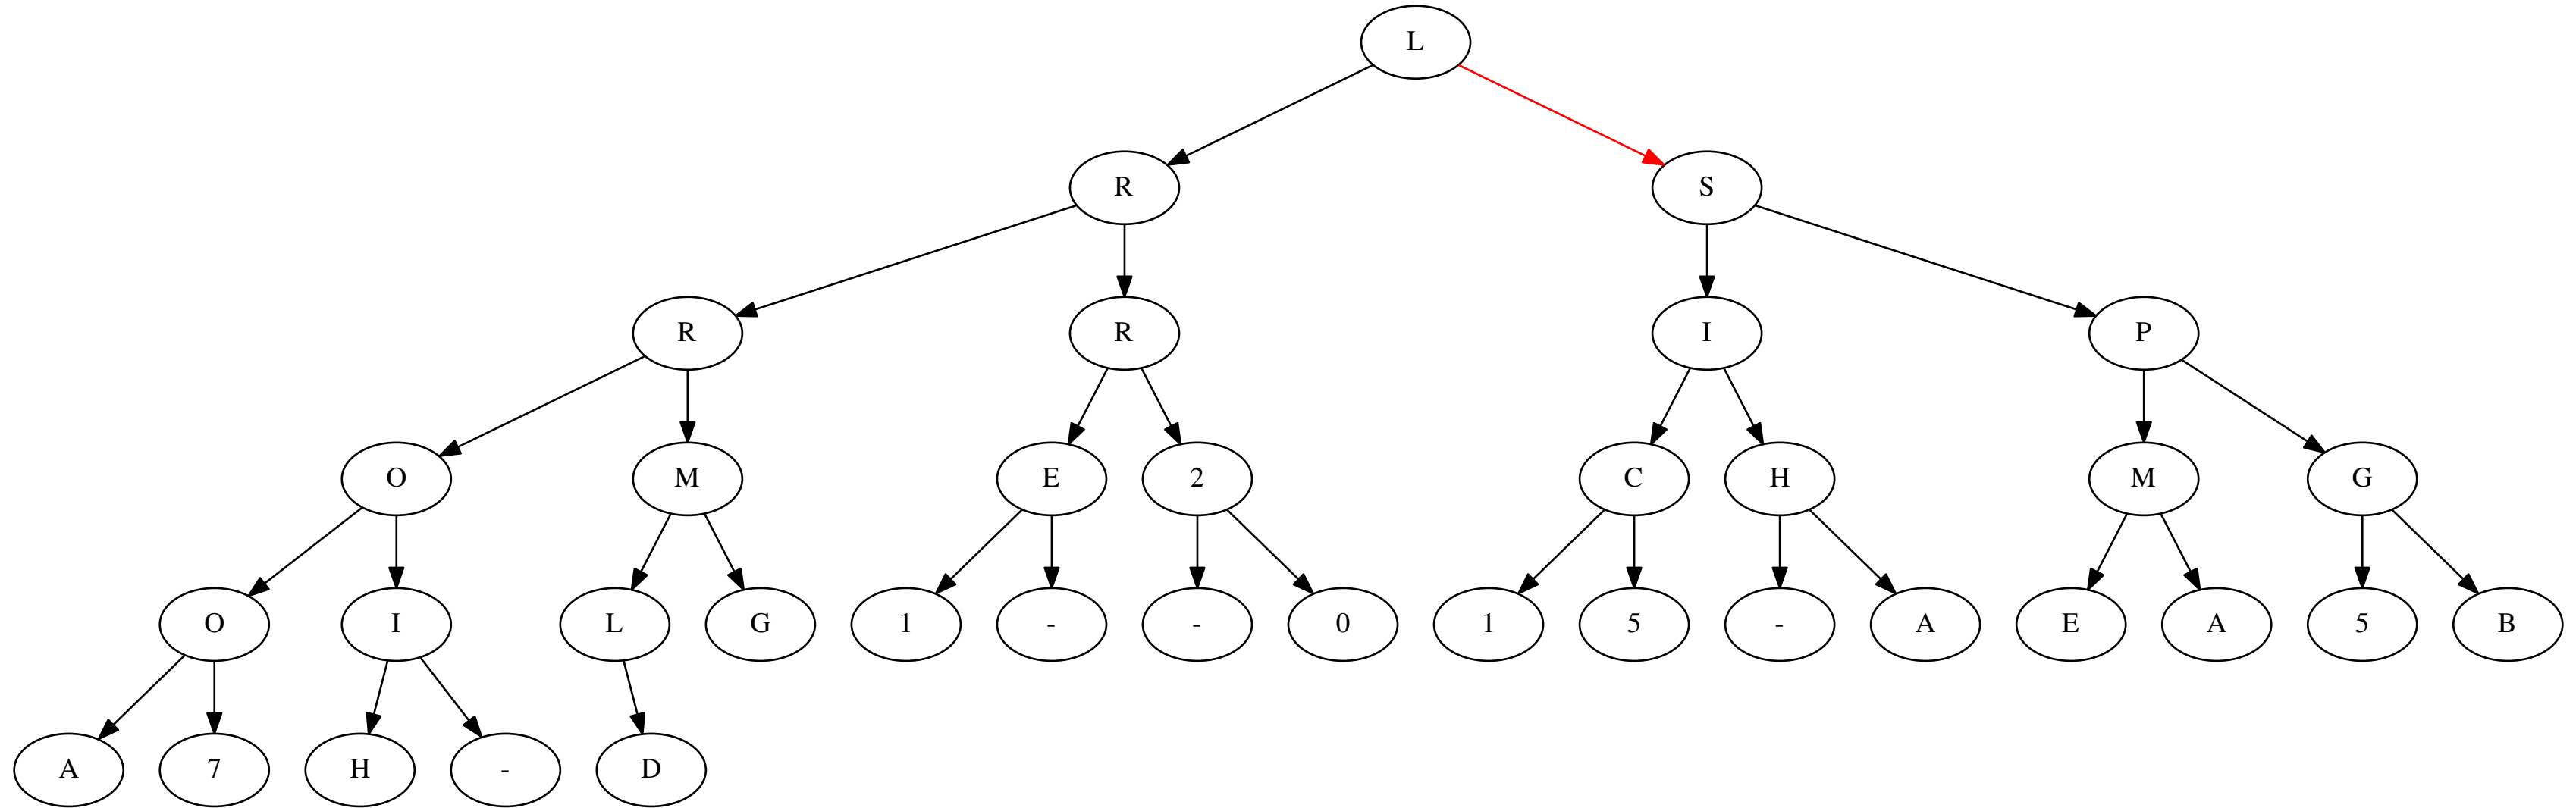 L
R S
R R I P
O M E 2 C H M G
O I L G 1 - - 0 1 5 - A E A 5 B
A 7 H - D